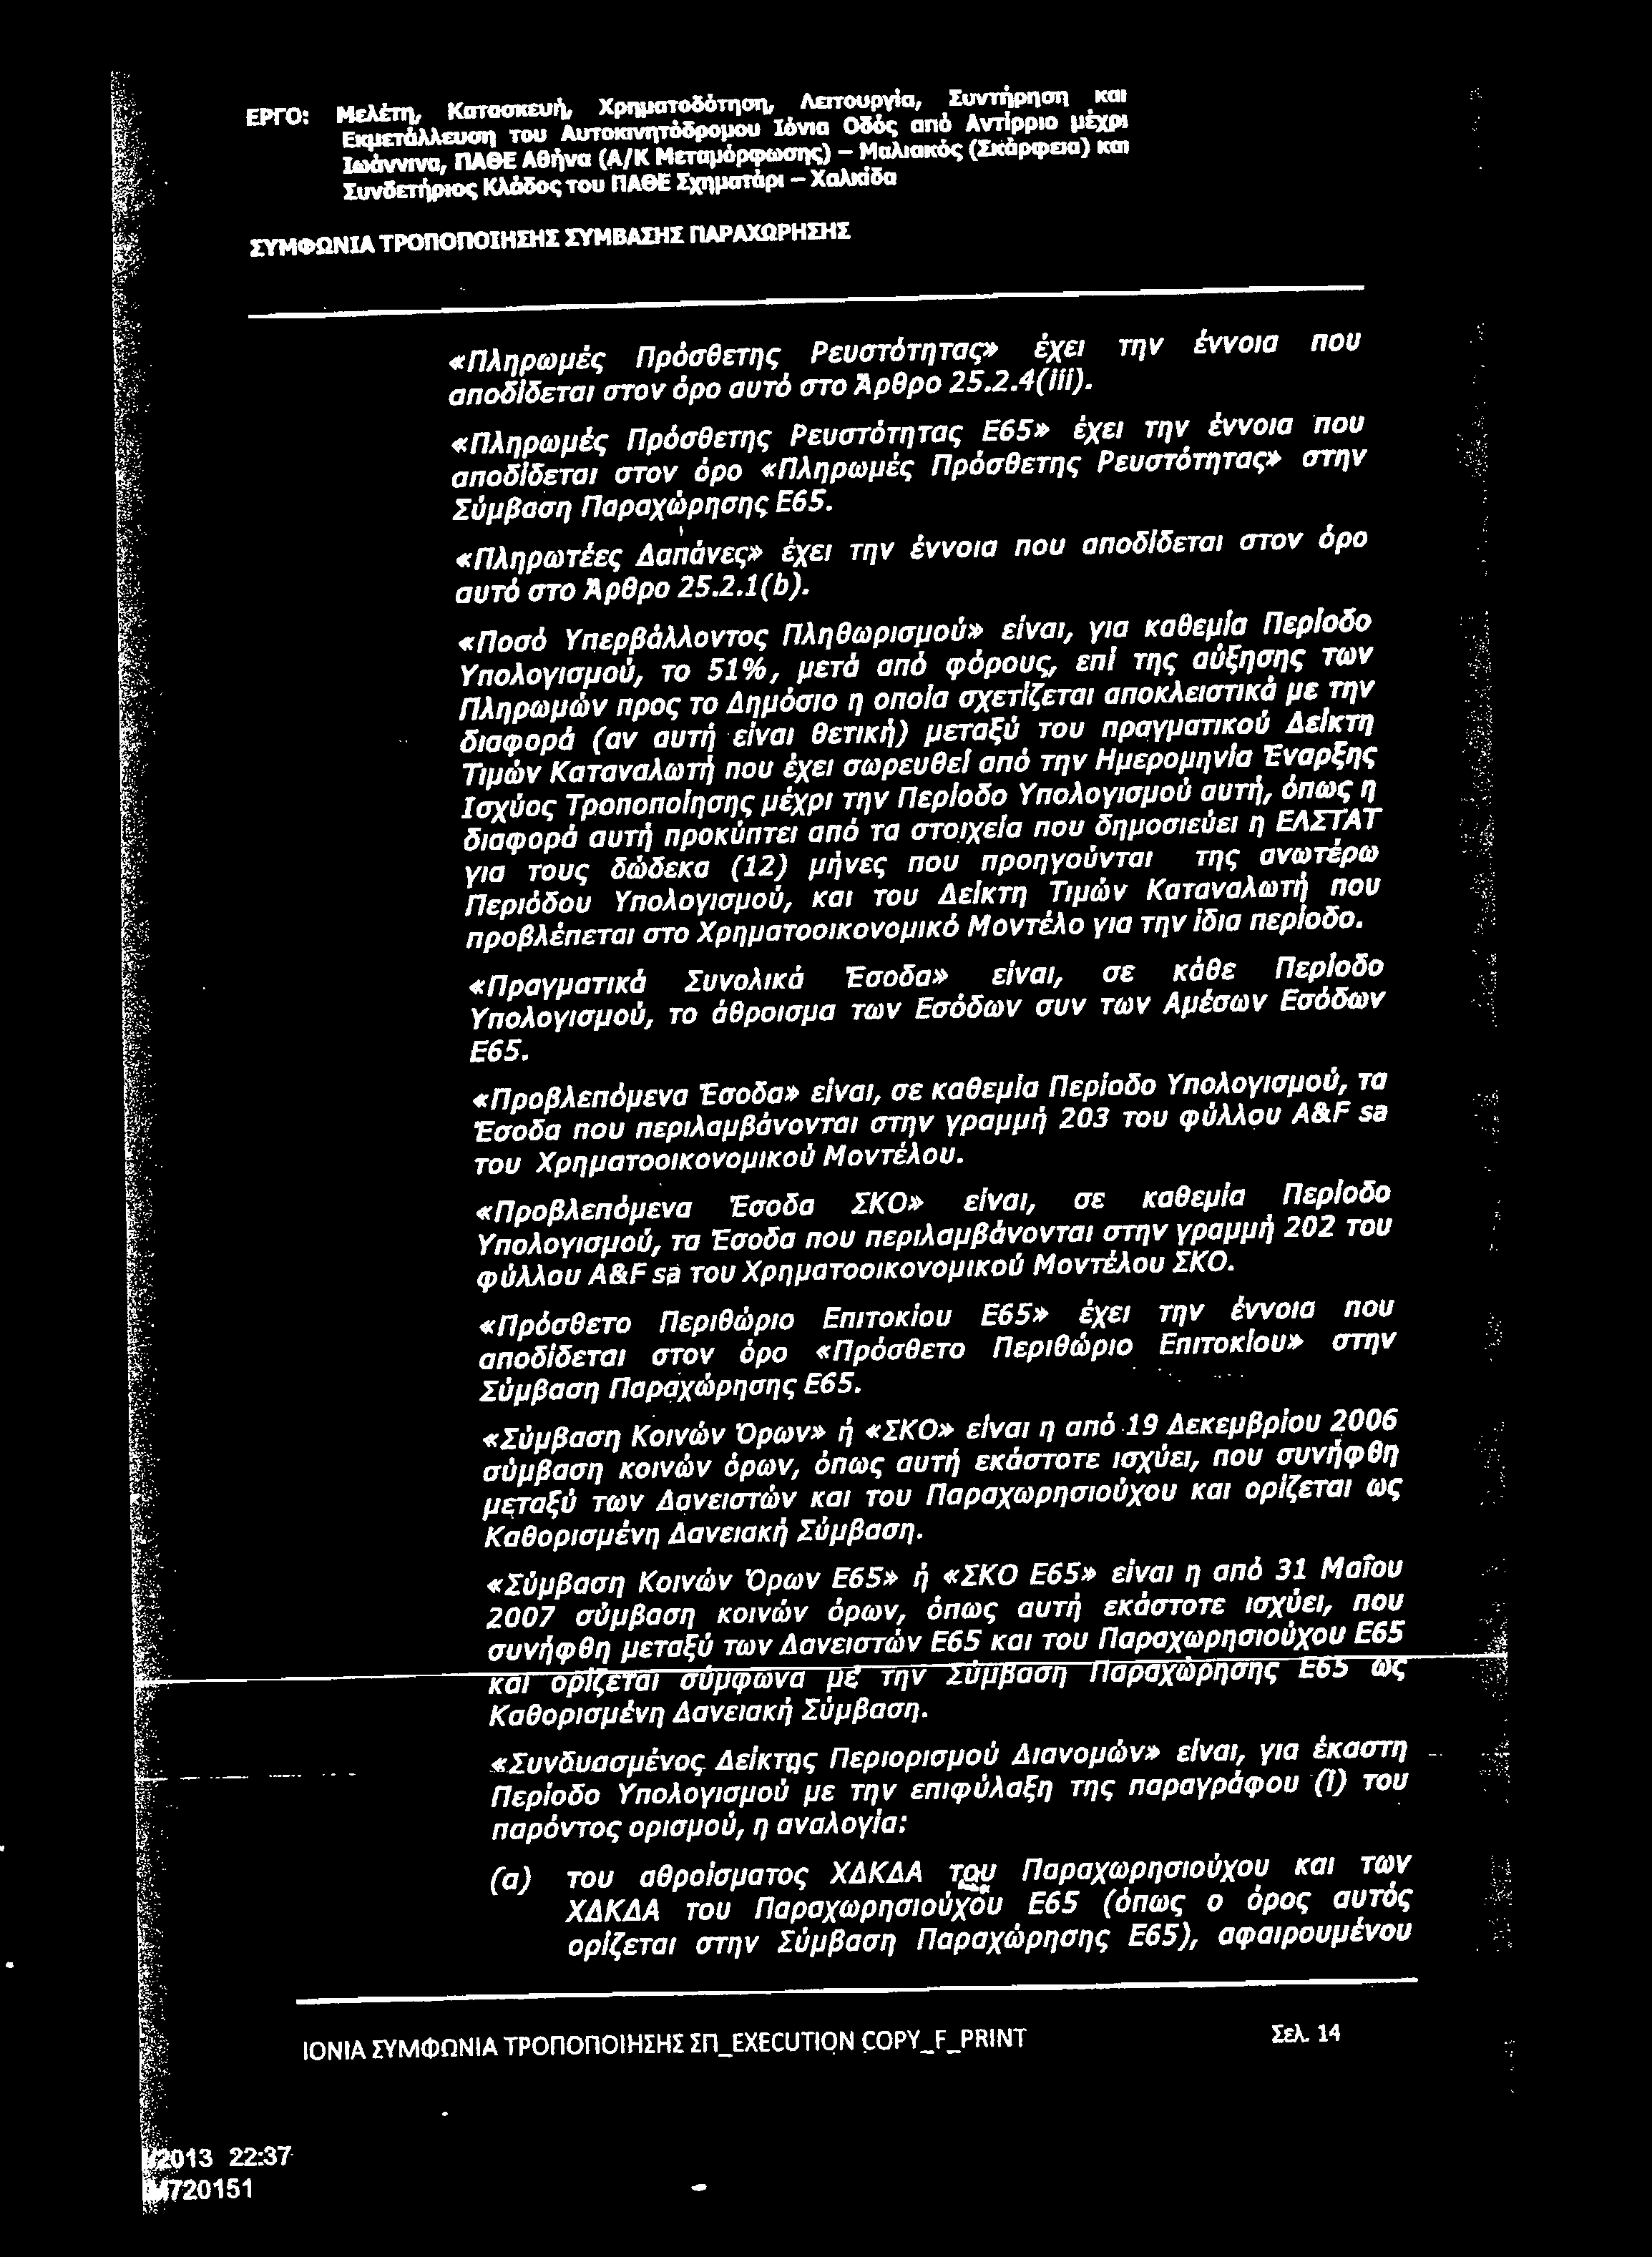 ΕΡΓΟ: Μελέτη, Κατασκευή, Χρηματοδότηση, Λειτουργία, Συντήρηση και
Εκμετάλλευση του Αυτοκινητόδρομου Ιόνια Οδός από Αντίρριο μέχρι
Ιωάννινα, ΠΑΘΕ Αθήνα (Α/Κ Μεταμόρφωσης) – Μαλιακός (Σκάρφεια) και
Συνδετήριος Κλάδος του ΠΑΘΕ Σχηματάρι – Χαλκίδα
ΣΥΜΦΩΝΙΑ ΤΡΟΠΟΠΟΙΗΣΗΣ ΣΥΜΒΑΣΗΣ ΠΑΡΑΧΩΡΗΣΗΣ
«Πληρωμές Πρόσθετης Ρευστότητας» έχει την έννοια που
αποδίδεται στον όρο αυτό στο Άρθρο 25.2.4(iii).
«Πληρωμές Πρόσθετης Ρευστότητας Ε65» έχει την έννοια που
αποδίδεται στον όρο «Πληρωμές Πρόσθετης Ρευστότητας» στην
Σύμβαση Παραχώρησης Ε65.
«Πληρωτέες Δαπάνες» έχει την έννοια που αποδίδεται στον όρο
αυτό στο Άρθρο 25.2.1(b).
«Ποσό Υπερβάλλοντος Πληθωρισμού» είναι, για καθεμία Περίοδο
Υπολογισμού, το 51%, μετά από φόρους, επί της αύξησης των
Πληρωμών προς το Δημόσιο η οποία σχετίζεται αποκλειστικά με την
διαφορά (αν αυτή είναι θετική) μεταξύ του πραγματικού Δείκτη
Τιμών Καταναλωτή που έχει σωρευθεί από την Ημερομηνία Έναρξης
Ισχύος Τροποποίησης μέχρι την Περίοδο Υπολογισμού αυτή, όπως η
διαφορά αυτή προκύπτει από τα στοιχεία που δημοσιεύει η ΕΛΣΤΑΤ
για τους δώδεκα (12) μήνες που προηγούνται της ανωτέρω
Περιόδου Υπολογισμού, και του Δείκτη Τιμών Καταναλωτή που
προβλέπεται στο Χρηματοοικονομικό Μοντέλο για την ίδια περίοδο.
«Πραγματικά Συνολικά Έσοδα» είναι, σε κάθε Περίοδο
Υπολογισμού, το άθροισμα των Εσόδων συν των Αμέσων Εσόδων
Ε65.
«Προβλεπόμενα Έσοδα» είναι, σε καθεμία Περίοδο Υπολογισμού, τα
Έσοδα που περιλαμβάνονται στην γραμμή 203 του φύλλου A&F sa
του Χρηματοοικονομικού Μοντέλου.
«Προβλεπόμενα Έσοδα ΣΚΟ» είναι, σε καθεμία Περίοδο
Υπολογισμού, τα Έσοδα που περιλαμβάνονται στην γραμμή 202 του
φύλλου A&F sa του Χρηματοοικονομικού Μοντέλου ΣΚΟ.
«Πρόσθετο Περιθώριο Επιτοκίου Ε65» έχει την έννοια που
αποδίδεται στον όρο «Πρόσθετο Περιθώριο Επιτοκίου» στην
Σύμβαση Παραχώρησης Ε65.
«Σύμβαση Κοινών Όρων» ή «ΣΚΟ» είναι η από 19 Δεκεμβρίου 2006
σύμβαση κοινών όρων, όπως αυτή εκάστοτε ισχύει, που συνήφθη
μεταξύ των Δανειστών και του Παραχωρησιούχου και ορίζεται ως
Καθορισμένη Δανειακή Σύμβαση.
«Σύμβαση Κοινών Όρων Ε65» ή «ΣΚΟ Ε65» είναι η από 31 Μαΐου
2007 σύμβαση κοινών όρων, όπως αυτή εκάστοτε ισχύει, που
συνήφθη μεταξύ των Δανειστών Ε65 και του Παραχωρησιούχου Ε65
και ορίζεται σύμφωνα με την Σύμβαση Παραχώρησης Ε65 ως
Καθορισμένη Δανειακή Σύμβαση.
«Συνδυασμένος Δείκτης Περιορισμού Διανομών» είναι, για έκαστη
Περίοδο Υπολογισμού με την επιφύλαξη της παραγράφου (i) του
παρόντος ορισμού, η αναλογία:
(α) του αθροίσματος ΧΔΚΔΑ του Παραχωρησιούχου και των
ΧΔΚΔΑ του Παραχωρησιούχου Ε65 (όπως ο όρος αυτός
ορίζεται στην Σύμβαση Παραχώρησης Ε65), αφαιρουμένου
ΙΟΝΙΑ ΣΥΜΦΩΝΙΑ ΤΡΟΠΟΠΟΙΗΣΗΣ ΣΠ_EXECUTION COPY_F_PRINT Σελ. 14
/2013 22:37
720151